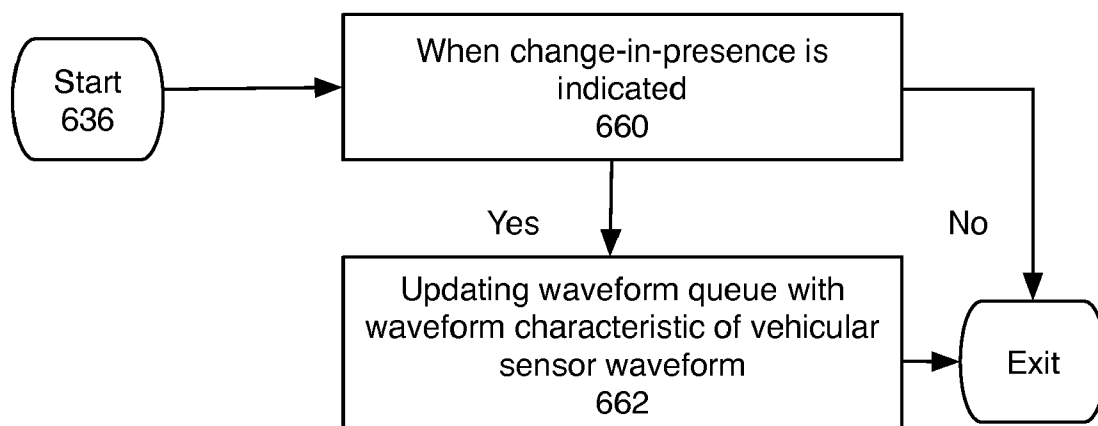 Start
636
When change-in-presence is
indicated
660
Yes
No
Updating waveform queue with
waveform characteristic of vehicular
sensor waveform
662
Exit